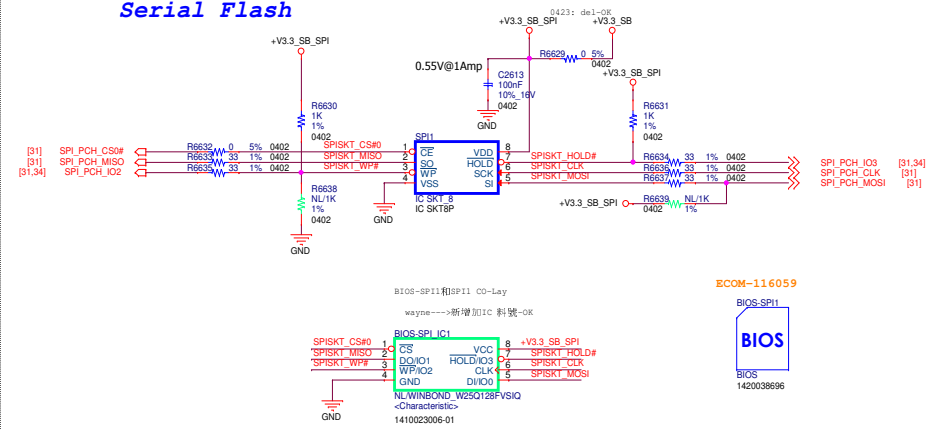 Serial Flash
0423: del-OK
+V3.3_SB_SPI
+V3.3_SB
+V3.3_SB_SPI
R6629 0 5%
0402
0.55V@1Amp
C2613
100nF
10%_16V
0402
GND
+V3.3_SB_SPI
R6630
1K
1%
0402
R6631
1K
1%
0402
SPI1
[31] SPI_PCH_CS0# R6632 0 5% 0402 SPISKT_CS#0 1 CE VDD 8
[31] SPI_PCH_MISO R6633 33 1% 0402 SPISKT_MISO 2 SO HOLD 7 SPISKT_HOLD# R6634 33 1% 0402 SPI_PCH_IO3 [31,34]
[31,34] SPI_PCH_IO2 R6635 33 1% 0402 SPISKT_WP# 3 WP SCK 6 SPISKT_CLK R6636 33 1% 0402 SPI_PCH_CLK [31]
4 VSS SI 5 SPISKT_MOSI R6637 33 1% 0402 SPI_PCH_MOSI [31]
R6638
NL/1K
1%
0402
GND
GND
IC SKT_8
IC SKT8P
+V3.3_SB_SPI R6639 NL/1K
0402 1%
BIOS-SPI1和SPI1 CO-Lay
wayne--->新增加IC 料號-OK
BIOS-SPI_IC1
SPISKT_CS#0 1 CS VCC 8 +V3.3_SB_SPI
SPISKT_MISO 2 DO/IO1 HOLD/IO3 7 SPISKT_HOLD#
SPISKT_WP# 3 WP/IO2 CLK 6 SPISKT_CLK
4 GND DI/IO0 5 SPISKT_MOSI
GND
NL/WINBOND_W25Q128FVSIQ
<Characteristic>
1410023006-01
ECOM-116059
BIOS-SPI1
BIOS
BIOS
1420038696